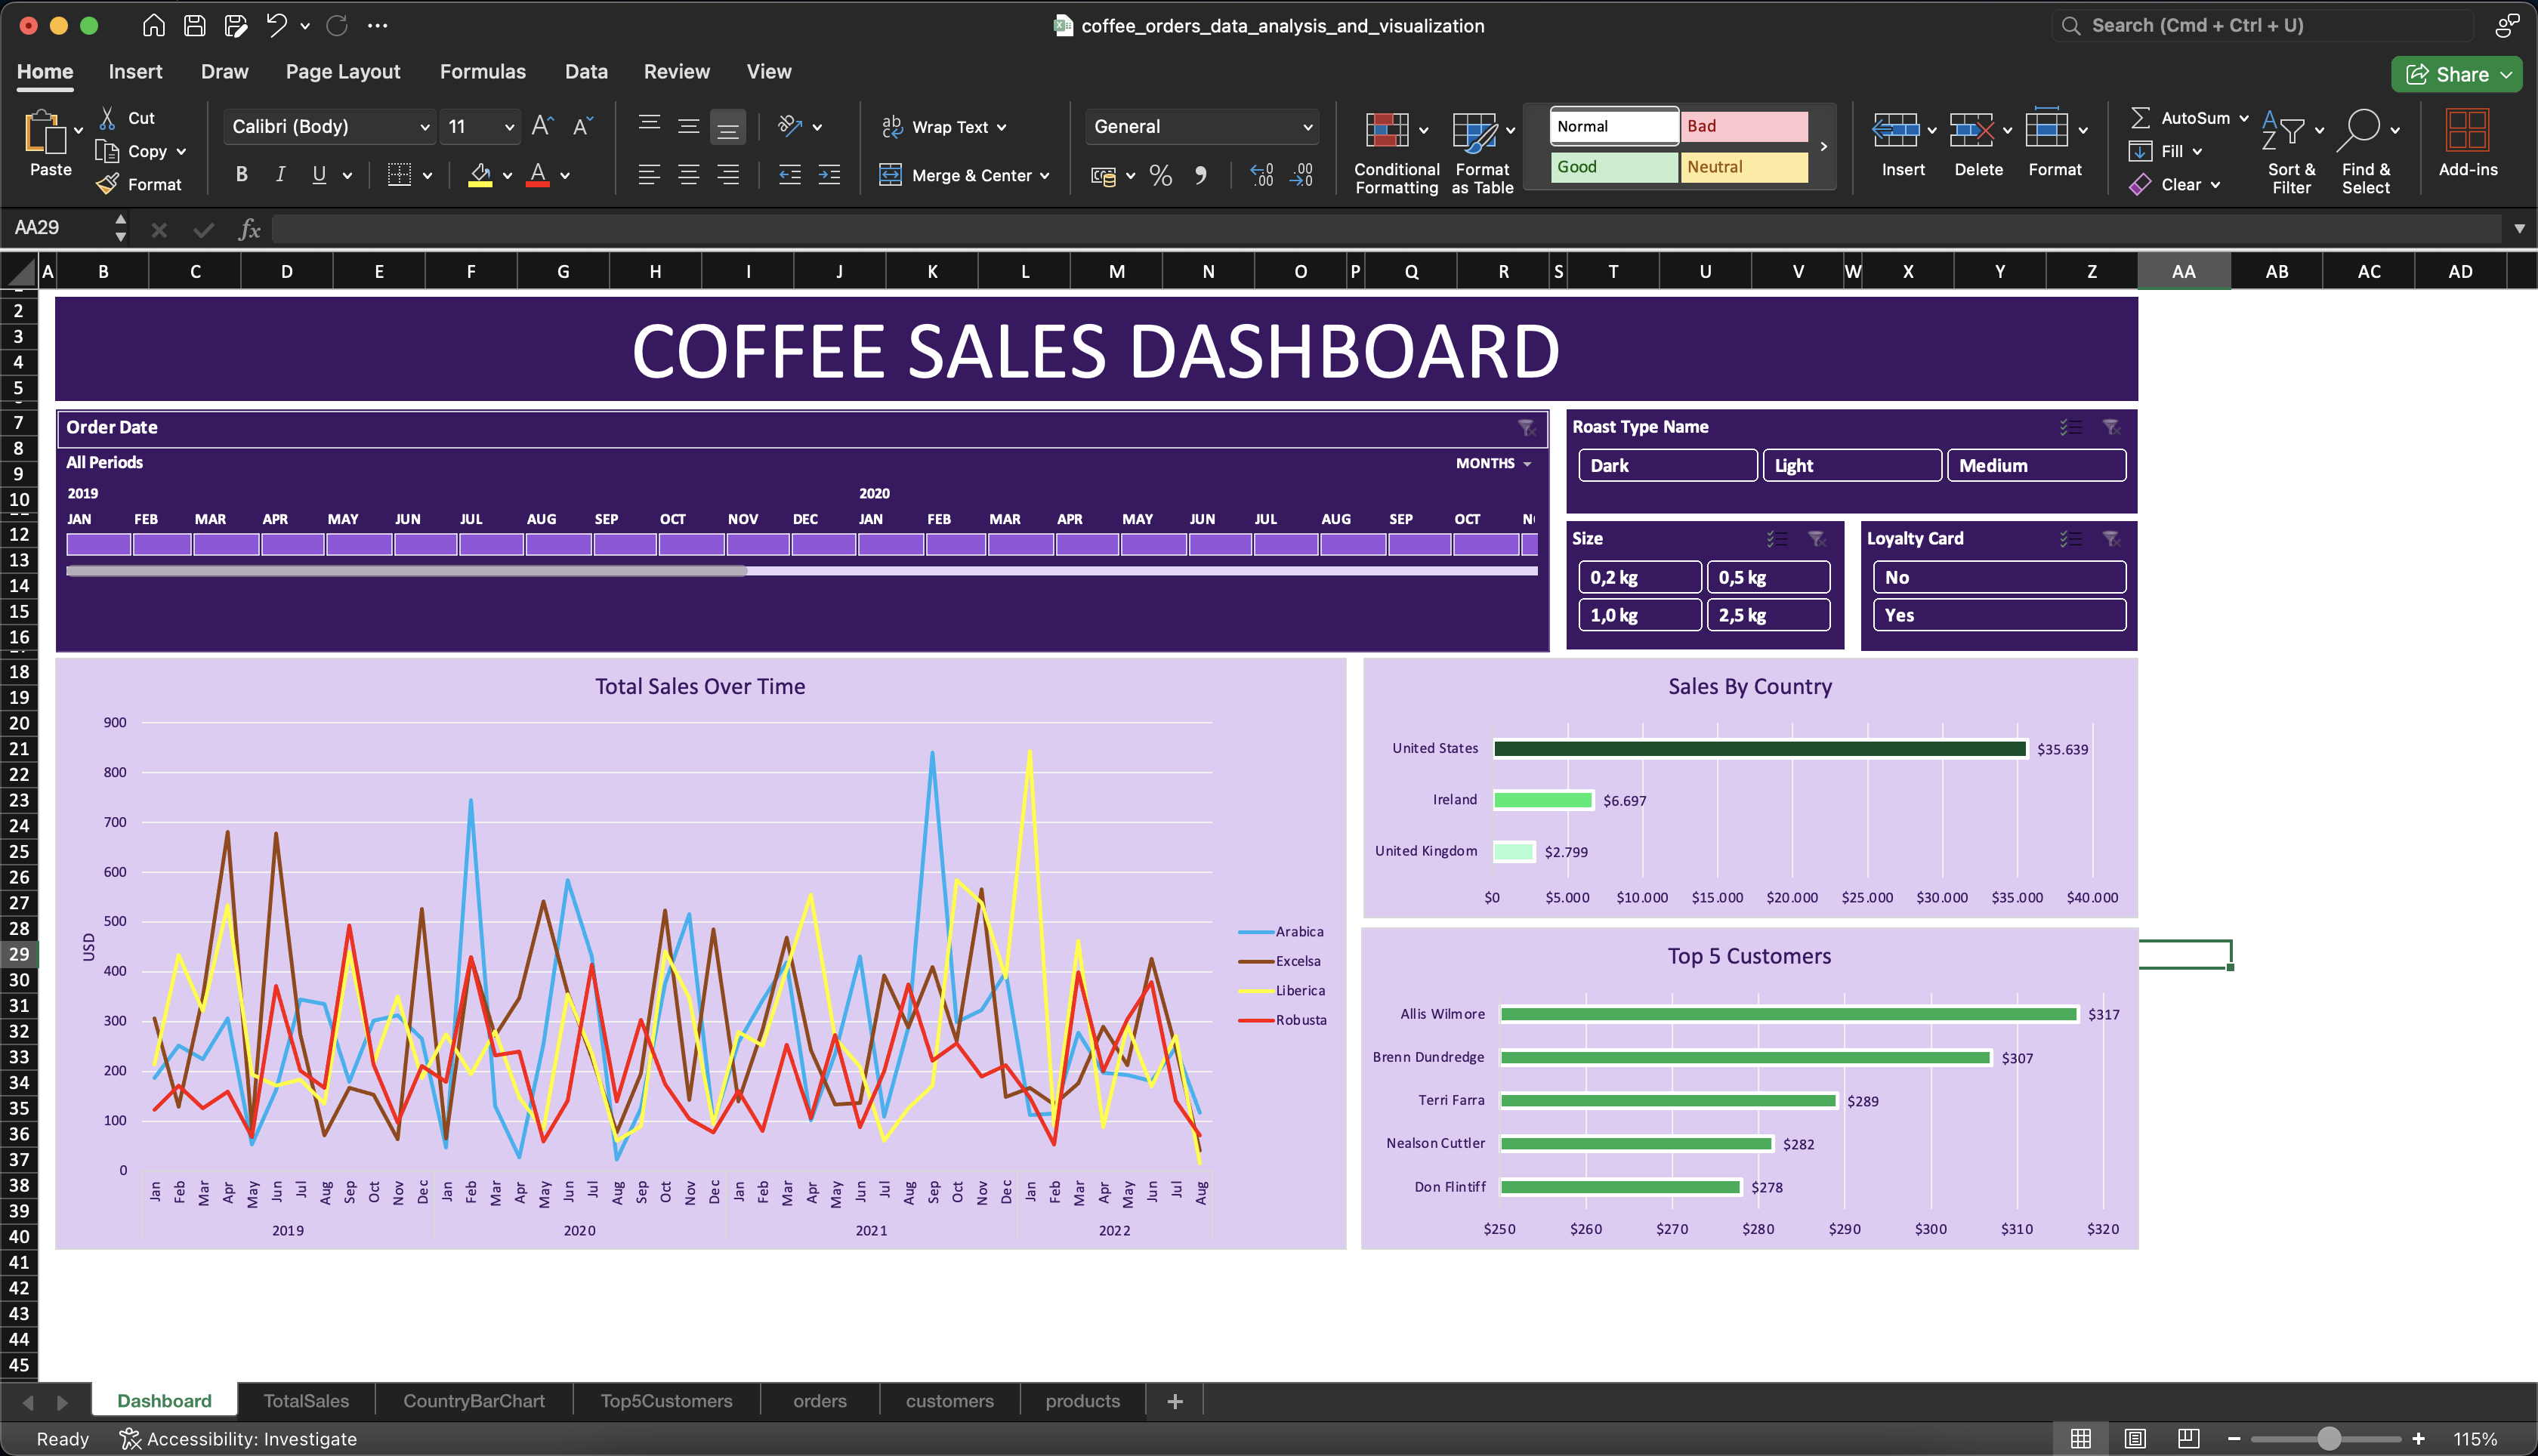 coffee_orders_data_analysis_and_visualization
Search (Cmd + Ctrl + U)
Home Insert Draw Page Layout Formulas Data Review View
Share
Paste
Cut
Copy
Format
Calibri (Body) 11
B I U
Wrap Text
Merge & Center
General
Conditional Formatting
Format as Table
Normal Bad
Good Neutral
Insert Delete Format
AutoSum
Fill
Clear
Sort & Filter
Find & Select
Add-ins
AA29
fx
A B C D E F G H I J K L M N O P Q R S T U V W X Y Z AA AB AC AD
2
3
4
5
7
8
9
10
12
13
14
15
16
18
19
20
21
22
23
24
25
26
27
28
29
30
31
32
33
34
35
36
37
38
39
40
41
42
43
44
45
COFFEE SALES DASHBOARD
Order Date
All Periods
MONTHS
2019 2020
JAN FEB MAR APR MAY JUN JUL AUG SEP OCT NOV DEC JAN FEB MAR APR MAY JUN JUL AUG SEP OCT
Roast Type Name
Dark Light Medium
Size
0,2 kg 0,5 kg
1,0 kg 2,5 kg
Loyalty Card
No
Yes
Total Sales Over Time
900
800
700
600
500
400
300
200
100
0
USD
Jan Feb Mar Apr May Jun Jul Aug Sep Oct Nov Dec Jan Feb Mar Apr May Jun Jul Aug Sep Oct Nov Dec Jan Feb Mar Apr May Jun Jul Aug Sep Oct Nov Dec Jan Feb Mar Apr May Jun Jul Aug
2019 2020 2021 2022
Arabica
Excelsa
Liberica
Robusta
Sales By Country
United States $35.639
Ireland $6.697
United Kingdom $2.799
$0 $5.000 $10.000 $15.000 $20.000 $25.000 $30.000 $35.000 $40.000
Top 5 Customers
Allis Wilmore $317
Brenn Dundredge $307
Terri Farra $289
Nealson Cuttler $282
Don Flintiff $278
$250 $260 $270 $280 $290 $300 $310 $320
Dashboard TotalSales CountryBarChart Top5Customers orders customers products
Ready
Accessibility: Investigate
115%